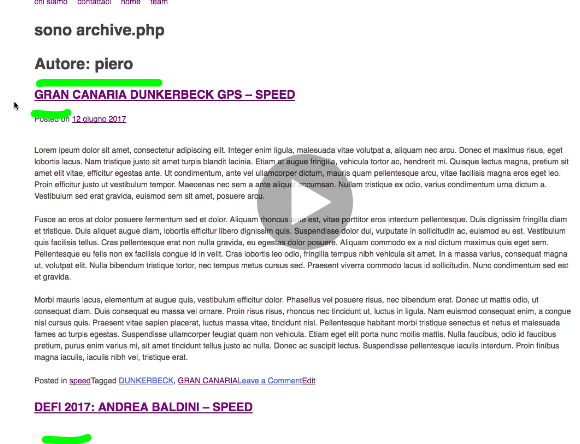 chi siamo contattaci home team
sono archive.php
Autore: piero
GRAN CANARIA DUNKERBECK GPS – SPEED
Posted on 12 giugno 2017
Lorem ipsum dolor sit amet, consectetur adipiscing elit. Integer enim ligula, malesuada vitae volutpat a, aliquam nec arcu. Donec et maximus risus, eget
lobortis lacus. Nam tristique justo sit amet turpis blandit lacinia. Etiam at augue fringilla, vehicula tortor ac, hendrerit mi. Quisque lectus magna, pretium sit
amet elit vitae, efficitur egestas ante. Ut condimentum, ante vel ullamcorper dictum, mauris quam pellentesque arcu, vitae facilisis magna eros eget leo.
Proin efficitur justo ut vestibulum tempor. Maecenas nec sem a ante aliquet accumsan. Nullam tristique ex odio, varius condimentum urna dictum a.
Vestibulum sed erat gravida, euismod sem sit amet, posuere arcu.
Fusce ac eros at dolor posuere fermentum sed et dolor. Aliquam rhoncus ante est, vitae porttitor eros interdum pellentesque. Duis dignissim fringilla diam
et tristique. Duis aliquet augue diam, lobortis efficitur libero dignissim quis. Suspendisse dolor dui, vulputate in sollicitudin ac, euismod eu est. Vestibulum
quis facilisis tellus. Cras pellentesque erat non nulla gravida, eu egestas dolor posuere. Aliquam commodo ex a nisl dictum maximus quis eget sem.
Pellentesque eu felis non ex facilisis congue id in velit. Cras lobortis leo odio, fringilla tempus nibh vehicula sit amet. In a massa varius, consequat magna
ut, volutpat elit. Nulla bibendum tristique tortor, nec tempus metus cursus sed. Praesent viverra commodo lacus id sollicitudin. Nunc bibendum sed est
et gravida.
Morbi mauris lacus, elementum at augue quis, vestibulum efficitur dolor. Phasellus vel posuere risus, nec bibendum erat. Donec ut mattis odio, ut
consequat diam. Duis consequat eu massa vel ornare. Proin risus risus, rhoncus nec tincidunt ut, luctus in ligula. Nam euismod consequat enim, a congue
nisl cursus quis. Praesent vitae sapien placerat, luctus massa vitae, tincidunt nisl. Pellentesque habitant morbi tristique senectus et netus et malesuada
fames ac turpis egestas. Suspendisse ullamcorper feugiat quam non vehicula. Etiam eget elit porta nunc mollis mattis. Nulla faucibus, odio id faucibus
pretium, purus enim varius mi, sit amet tincidunt tellus justo ac nulla. Donec ac suscipit lectus. Suspendisse pellentesque iaculis interdum. Proin finibus
magna iaculis, iaculis nibh vel, tristique erat.
Posted in speedTagged DUNKERBECK, GRAN CANARIALeave a CommentEdit
DEFI 2017: ANDREA BALDINI – SPEED